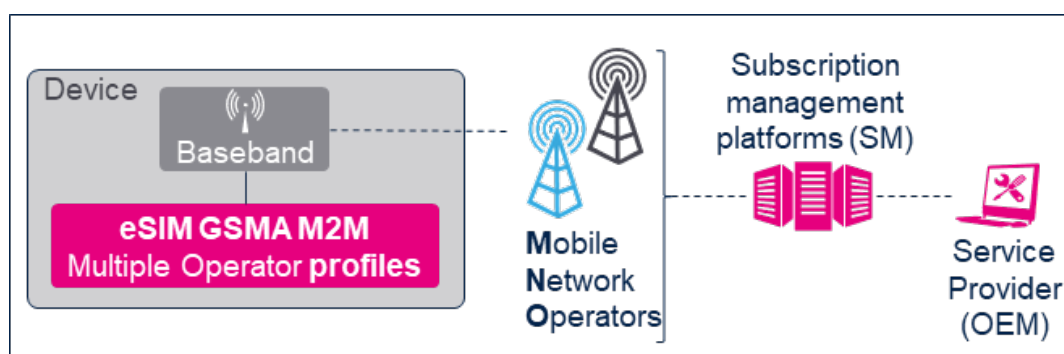 Device
Baseband
eSIM GSMA M2M
Multiple Operator profiles
Mobile
Network
Operators
Subscription
management
platforms (SM)
Service
Provider
(OEM)